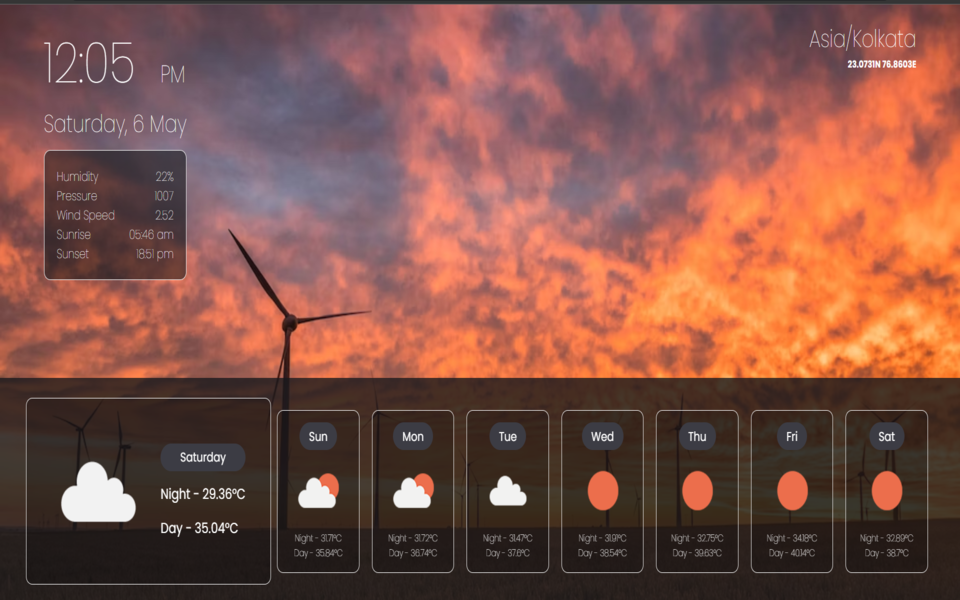 12:05 PM
Saturday, 6 May
Humidity 22%
Pressure 1007
Wind Speed 2.52
Sunrise 05:46 am
Sunset 18:51 pm
Asia/Kolkata
23.0731N 76.8603E
Saturday
Night - 29.36°C
Day - 35.04°C
Sun
Night - 31.71°C
Day - 35.84°C
Mon
Night - 31.72°C
Day - 36.74°C
Tue
Night - 31.47°C
Day - 37.6°C
Wed
Night - 31.91°C
Day - 38.54°C
Thu
Night - 32.75°C
Day - 39.63°C
Fri
Night - 34.18°C
Day - 40.14°C
Sat
Night - 32.89°C
Day - 38.7°C